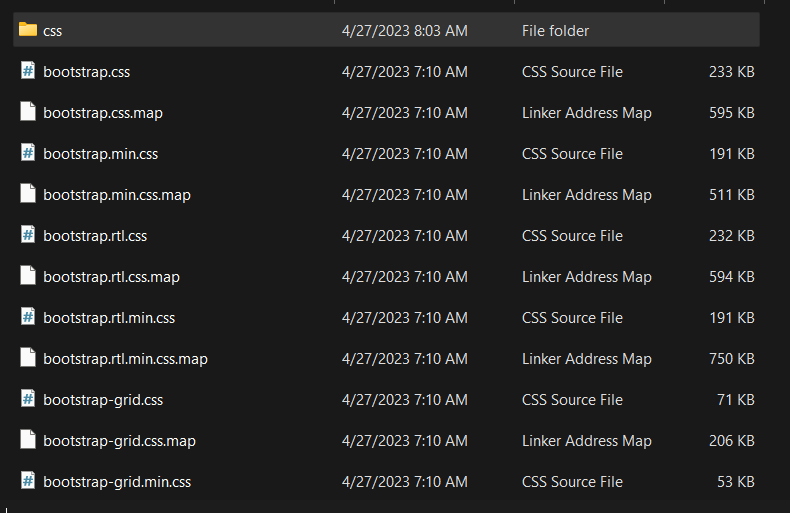 css 4/27/2023 8:03 AM File folder
bootstrap.css 4/27/2023 7:10 AM CSS Source File 233 KB
bootstrap.css.map 4/27/2023 7:10 AM Linker Address Map 595 KB
bootstrap.min.css 4/27/2023 7:10 AM CSS Source File 191 KB
bootstrap.min.css.map 4/27/2023 7:10 AM Linker Address Map 511 KB
bootstrap.rtl.css 4/27/2023 7:10 AM CSS Source File 232 KB
bootstrap.rtl.css.map 4/27/2023 7:10 AM Linker Address Map 594 KB
bootstrap.rtl.min.css 4/27/2023 7:10 AM CSS Source File 191 KB
bootstrap.rtl.min.css.map 4/27/2023 7:10 AM Linker Address Map 750 KB
bootstrap-grid.css 4/27/2023 7:10 AM CSS Source File 71 KB
bootstrap-grid.css.map 4/27/2023 7:10 AM Linker Address Map 206 KB
bootstrap-grid.min.css 4/27/2023 7:10 AM CSS Source File 53 KB